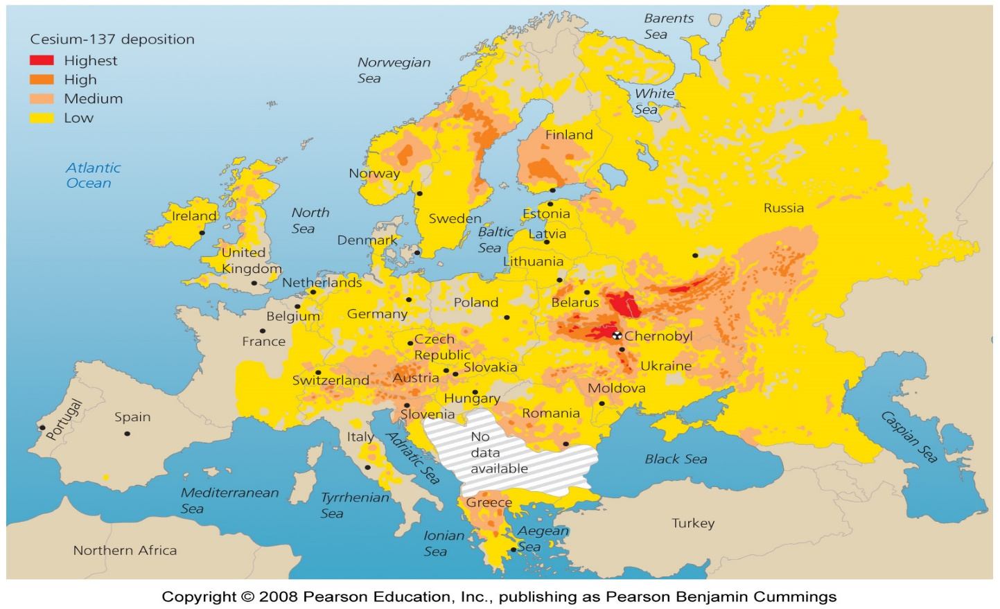 Cesium-137 deposition
Highest
High
Medium
Low
Barents
Sea
Norwegian
Sea
White
Sea
Finland
Atlantic
Ocean
Norway
North
Sea
Ireland
Sweden
Estonia
Russia
Baltic
Sea
Latvia
Denmark
United
Kingdom
Lithuania
Netherlands
Belarus
Poland
Germany
Belgium
France
Chernobyl
Czech
Republic
Slovakia
Ukraine
Switzerland
Austria
Moldova
Hungary
Portugal
Spain
Slovenia
Romania
Italy
Adriatic Sea
No
data
available
Black Sea
Caspian Sea
Mediterranean
Sea
Tyrrhenian
Sea
Greece
Turkey
Ionian
Sea
Aegean
Sea
Northern Africa
Copyright © 2008 Pearson Education, Inc., publishing as Pearson Benjamin Cummings